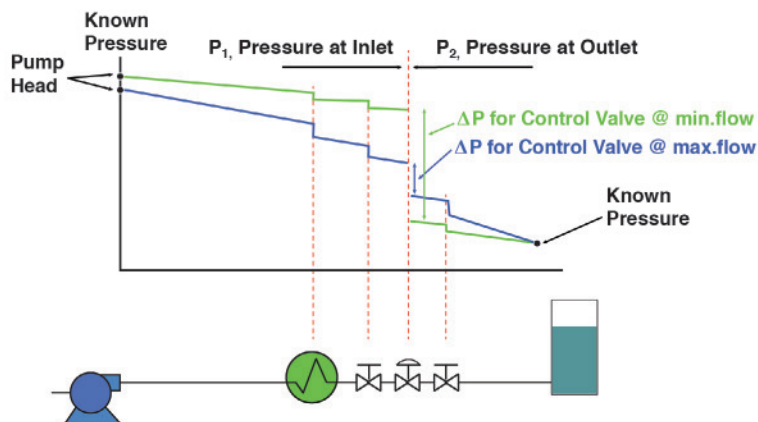 Known
Pressure
P1, Pressure at Inlet
P2, Pressure at Outlet
Pump
Head
ΔP for Control Valve @ min.flow
ΔP for Control Valve @ max.flow
Known
Pressure